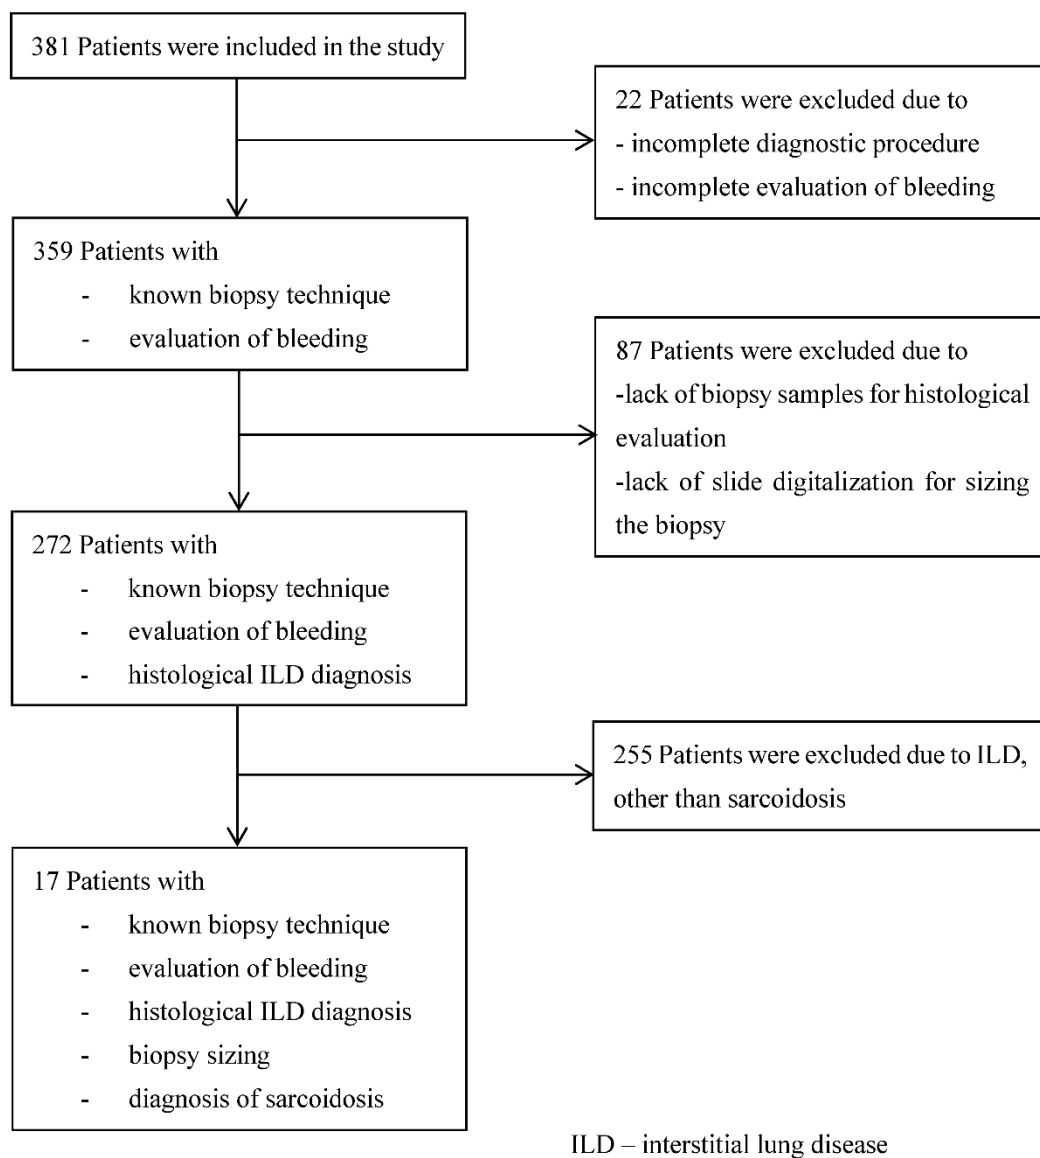 381 Patients were included in the study
22 Patients were excluded due to
- incomplete diagnostic procedure
- incomplete evaluation of bleeding
359 Patients with
- known biopsy technique
- evaluation of bleeding
87 Patients were excluded due to
-lack of biopsy samples for histological
evaluation
-lack of slide digitalization for sizing
the biopsy
272 Patients with
- known biopsy technique
- evaluation of bleeding
- histological ILD diagnosis
255 Patients were excluded due to ILD,
other than sarcoidosis
17 Patients with
- known biopsy technique
- evaluation of bleeding
- histological ILD diagnosis
- biopsy sizing
- diagnosis of sarcoidosis
ILD – interstitial lung disease